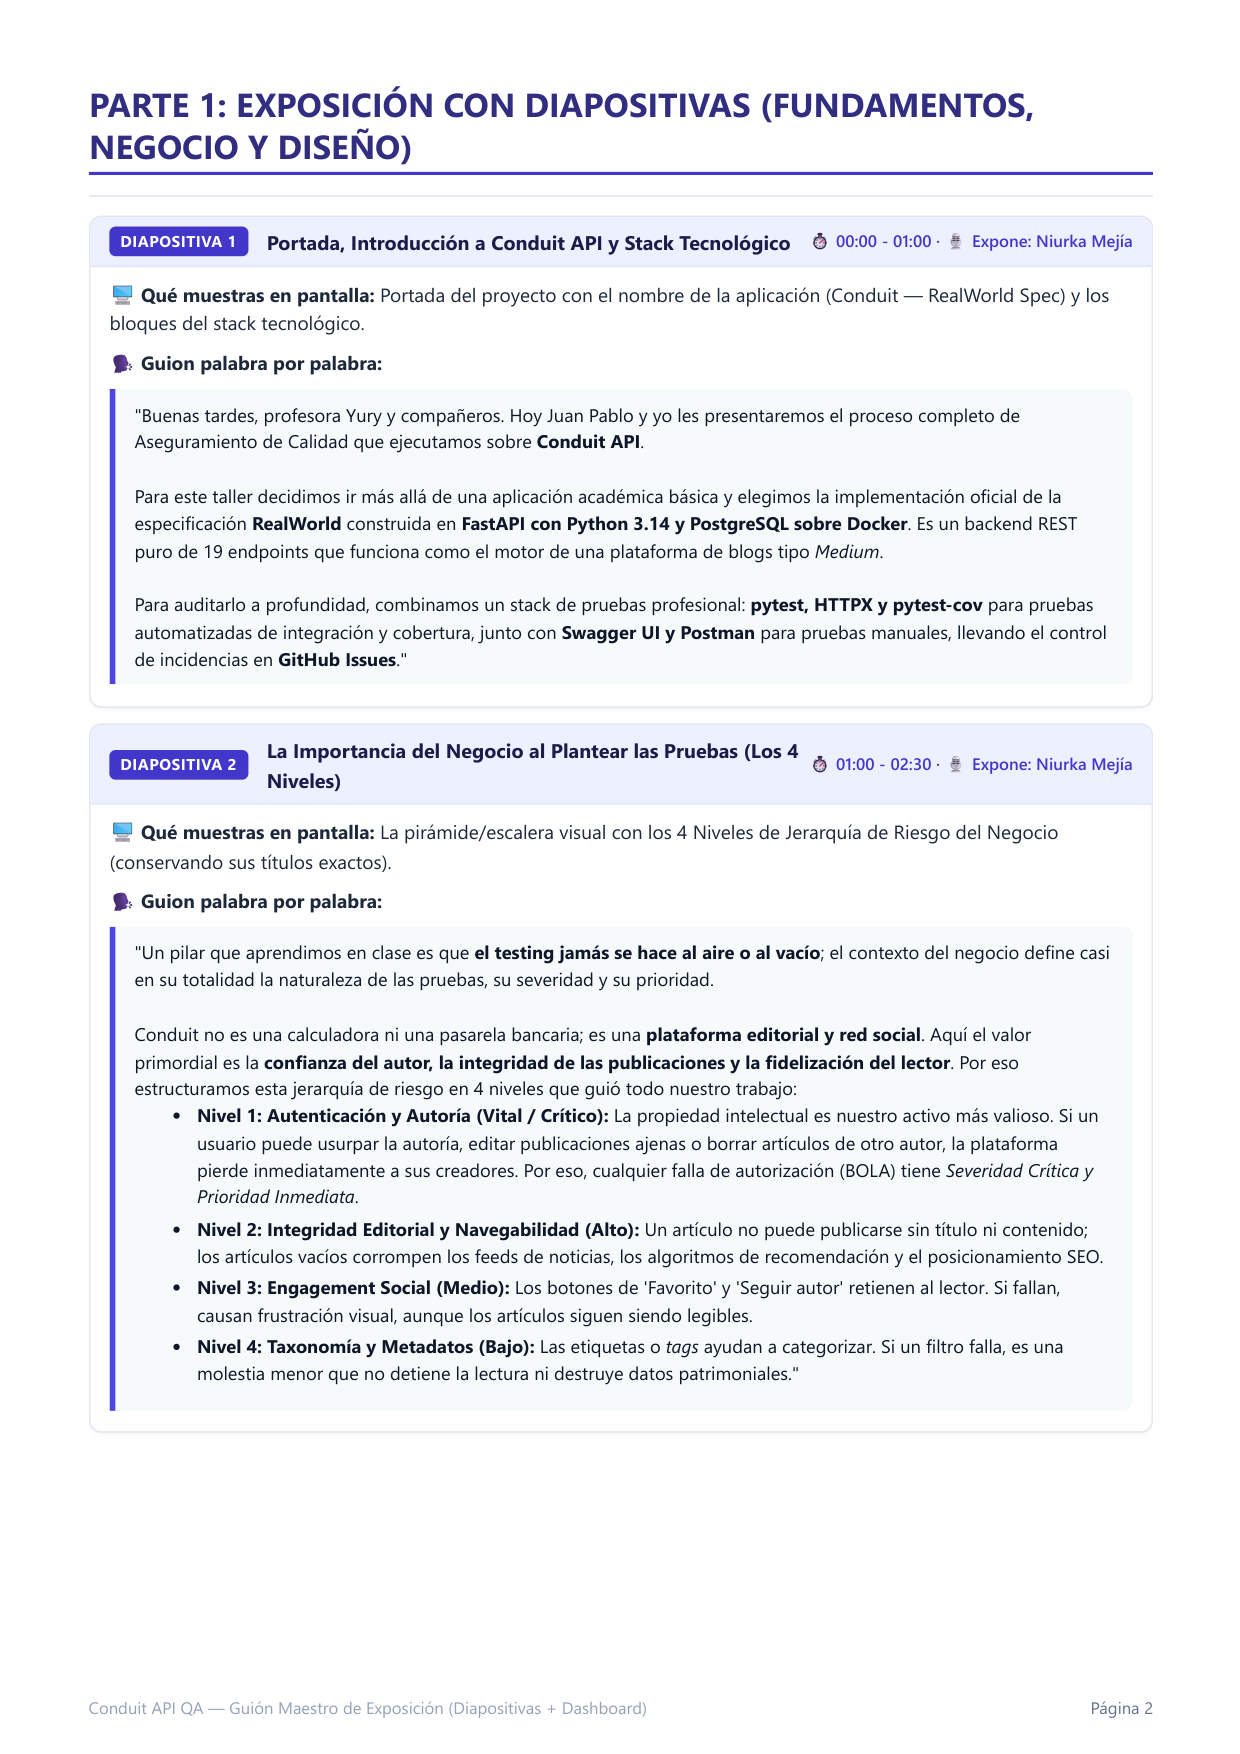 PARTE 1: EXPOSICIÓN CON DIAPOSITIVAS (FUNDAMENTOS,
NEGOCIO Y DISEÑO)
DIAPOSITIVA 1 Portada, Introducción a Conduit API y Stack Tecnológico 00:00 - 01:00 · Expone: Niurka Mejía
Qué muestras en pantalla: Portada del proyecto con el nombre de la aplicación (Conduit — RealWorld Spec) y los
bloques del stack tecnológico.
Guion palabra por palabra:
"Buenas tardes, profesora Yury y compañeros. Hoy Juan Pablo y yo les presentaremos el proceso completo de
Aseguramiento de Calidad que ejecutamos sobre Conduit API.
Para este taller decidimos ir más allá de una aplicación académica básica y elegimos la implementación oficial de la
especificación RealWorld construida en FastAPI con Python 3.14 y PostgreSQL sobre Docker. Es un backend REST
puro de 19 endpoints que funciona como el motor de una plataforma de blogs tipo Medium.
Para auditarlo a profundidad, combinamos un stack de pruebas profesional: pytest, HTTPX y pytest-cov para pruebas
automatizadas de integración y cobertura, junto con Swagger UI y Postman para pruebas manuales, llevando el control
de incidencias en GitHub Issues."
DIAPOSITIVA 2 La Importancia del Negocio al Plantear las Pruebas (Los 4
Niveles) 01:00 - 02:30 · Expone: Niurka Mejía
Qué muestras en pantalla: La pirámide/escalera visual con los 4 Niveles de Jerarquía de Riesgo del Negocio
(conservando sus títulos exactos).
Guion palabra por palabra:
"Un pilar que aprendimos en clase es que el testing jamás se hace al aire o al vacío; el contexto del negocio define casi
en su totalidad la naturaleza de las pruebas, su severidad y su prioridad.
Conduit no es una calculadora ni una pasarela bancaria; es una plataforma editorial y red social. Aquí el valor
primordial es la confianza del autor, la integridad de las publicaciones y la fidelización del lector. Por eso
estructuramos esta jerarquía de riesgo en 4 niveles que guió todo nuestro trabajo:
• Nivel 1: Autenticación y Autoría (Vital / Crítico): La propiedad intelectual es nuestro activo más valioso. Si un
usuario puede usurpar la autoría, editar publicaciones ajenas o borrar artículos de otro autor, la plataforma
pierde inmediatamente a sus creadores. Por eso, cualquier falla de autorización (BOLA) tiene Severidad Crítica y
Prioridad Inmediata.
• Nivel 2: Integridad Editorial y Navegabilidad (Alto): Un artículo no puede publicarse sin título ni contenido;
los artículos vacíos corrompen los feeds de noticias, los algoritmos de recomendación y el posicionamiento SEO.
• Nivel 3: Engagement Social (Medio): Los botones de 'Favorito' y 'Seguir autor' retienen al lector. Si fallan,
causan frustración visual, aunque los artículos siguen siendo legibles.
• Nivel 4: Taxonomía y Metadatos (Bajo): Las etiquetas o tags ayudan a categorizar. Si un filtro falla, es una
molestia menor que no detiene la lectura ni destruye datos patrimoniales."
Conduit API QA — Guión Maestro de Exposición (Diapositivas + Dashboard) Página 2